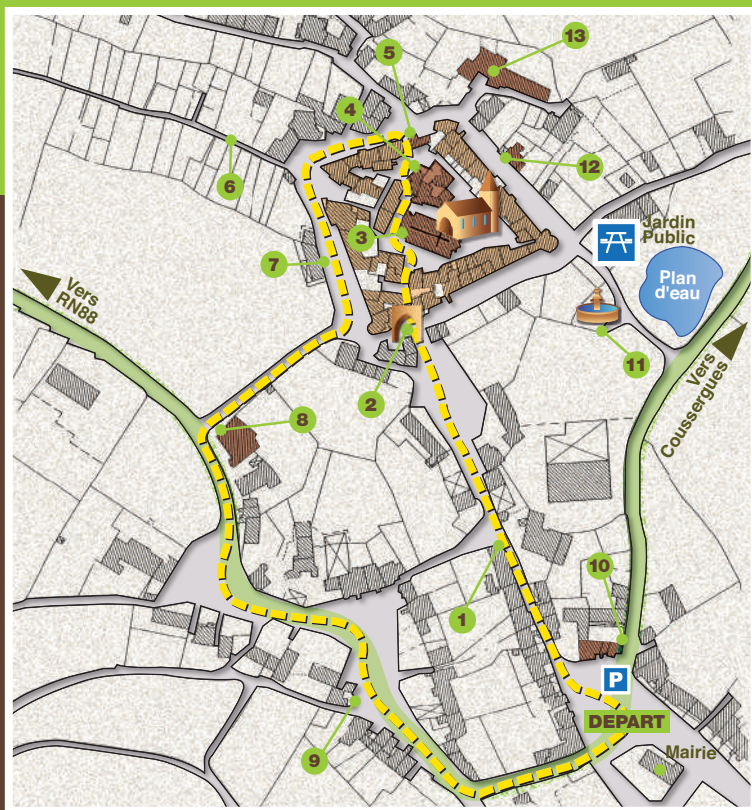 13
5
4
12
6
3
Jardin
Public
7
Vers
RN88
Plan
d'eau
11
2
Vers
Coussergues
8
10
1
P
DEPART
9
Mairie